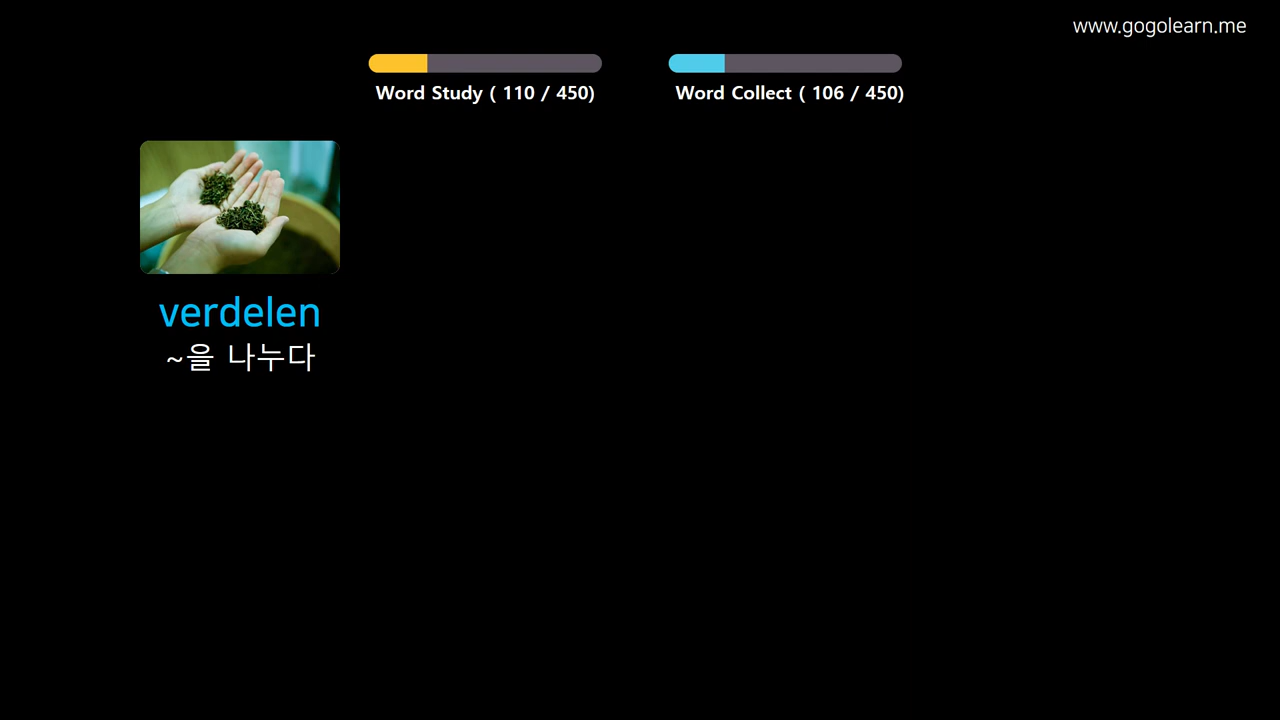 www.gogolearn.me
Word Study ( 110 / 450)
Word Collect ( 106 / 450)
verdelen
~을 나누다